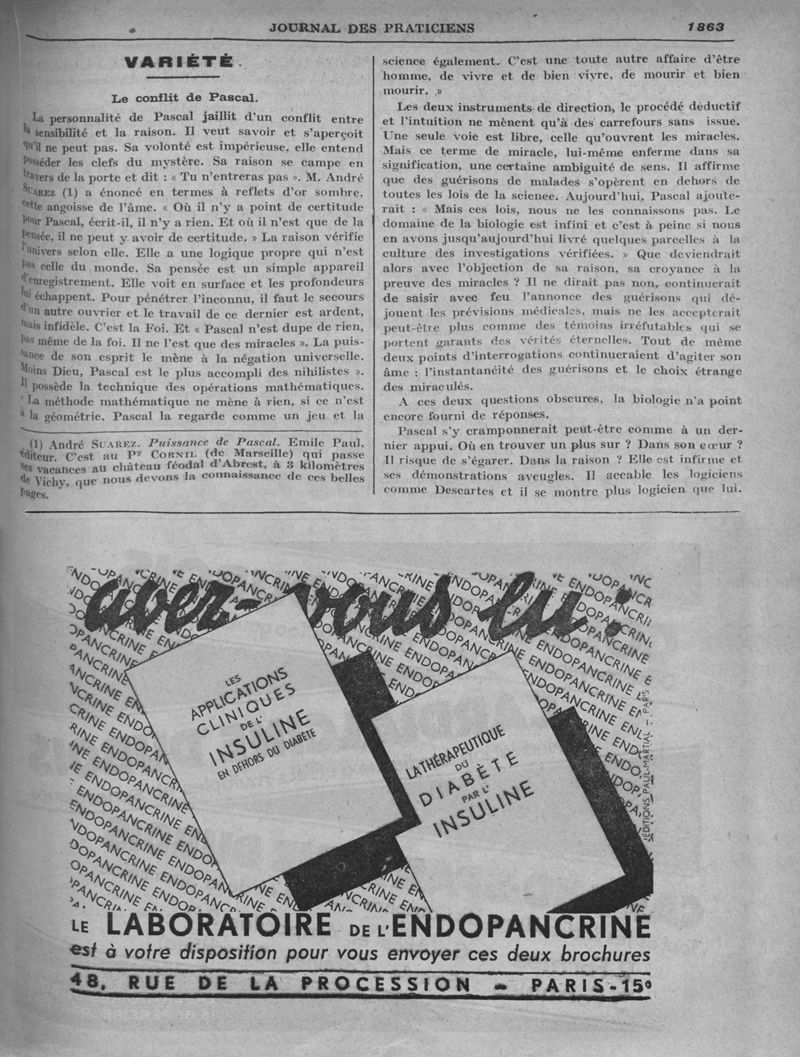 JOURNAL DES PRATICIENS
1863
VARIÉTÉ.
Le conflit de Pascal.
La personnalité de Pascal jaillit d'un conflit entre
la sensibilité et la raison. Il veut savoir et s'aperçoit
qu'il ne peut pas. Sa volonté est impérieuse, elle entend
posséder les clefs du mystère. Sa raison se campe en
travers de la porte et dit : « Tu n'entreras pas ». M. André
SUAREZ (1) a énoncé en termes à reflets d'or sombre,
cette angoisse de l'âme. « Où il n'y a point de certitude
pour Pascal, écrit-il, il n'y a rien. Et où il n'est que de la
pensée, il ne peut y avoir de certitude. » La raison vérifie
l'univers selon elle. Elle a une logique propre qui n'est
pas celle du monde. Sa pensée est un simple appareil
d'enregistrement. Elle voit en surface et les profondeurs
lui échappent. Pour pénétrer l'inconnu, il faut le secours
d'un autre ouvrier et le travail de ce dernier est ardent,
mais infidèle. C'est la Foi. Et « Pascal n'est dupe de rien,
pas même de la foi. Il ne l'est que des miracles ». La puis-
sance de son esprit le mène à la négation universelle.
Moins Dieu, Pascal est le plus accompli des nihilistes ».
Il possède la technique des opérations mathématiques.
« La méthode mathématique ne mène à rien, si ce n'est
à la géométrie. Pascal la regarde comme un jeu et la
(1) André SUAREZ. Puissance de Pascal. Emile Paul,
éditeur. C'est au Pr CORNIL (de Marseille) qui passe
ses vacances au château féodal d'Abrest, à 3 kilomètres
de Vichy, que nous devons la connaissance de ces belles
pages.
science également. C'est une toute autre affaire d'être
homme, de vivre et de bien vivre, de mourir et bien
mourir. »
Les deux instruments de direction, le procédé déductif
et l'intuition ne mènent qu'à des carrefours sans issue.
Une seule voie est libre, celle qu'ouvrent les miracles.
Mais ce terme de miracle, lui-même enferme dans sa
signification, une certaine ambiguité de sens. Il affirme
que des guérisons de malades s'opèrent en dehors de
toutes les lois de la science. Aujourd'hui, Pascal ajoute-
rait : « Mais ces lois, nous ne les connaissons pas. Le
domaine de la biologie est infini et c'est à peine si nous
en avons jusqu'aujourd'hui livré quelques parcelles à la
culture des investigations vérifiées. » Que deviendrait
alors avec l'objection de sa raison, sa croyance à la
preuve des miracles ? Il ne dirait pas non, continuerait
de saisir avec feu l'annonce des guérisons qui dé-
jouent les prévisions médicales, mais ne les accepterait
peut-être plus comme des témoins irréfutables qui se
portent garants des vérités éternelles. Tout de même
deux points d'interrogations continueraient d'agiter son
âme : l'instantanéité des guérisons et le choix étrange
des miraculés.
A ces deux questions obscures, la biologie n'a point
encore fourni de réponses.
Pascal s'y cramponnerait peut-être comme à un der-
nier appui. Où en trouver un plus sur ? Dans son cœur ?
Il risque de s'égarer. Dans la raison ? Elle est infirme et
ses démonstrations aveugles. Il accable les logiciens
comme Descartes et il se montre plus logicien que lui.
avez-vous lu :
LES
APPLICATIONS
CLINIQUES
DE L'
INSULINE
EN DEHORS DU DIABÈTE
LA THÉRAPEUTIQUE
DU
DIABÈTE
PAR L'
INSULINE
ENDOPANCRINE
ÉDITIONS PAUL-MARTIAL - PARIS
LE LABORATOIRE DE L'ENDOPANCRINE
est à votre disposition pour vous envoyer ces deux brochures
48, RUE DE LA PROCESSION - PARIS-15e